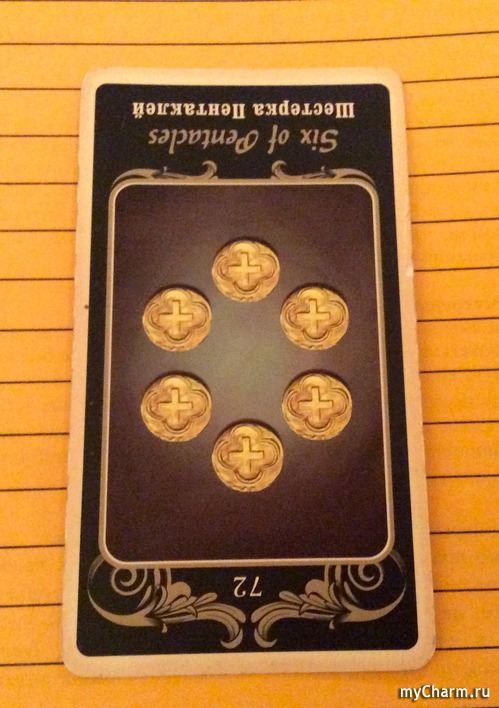 72
Six of Pentacles
Шестерка Пентаклей
myCharm.ru